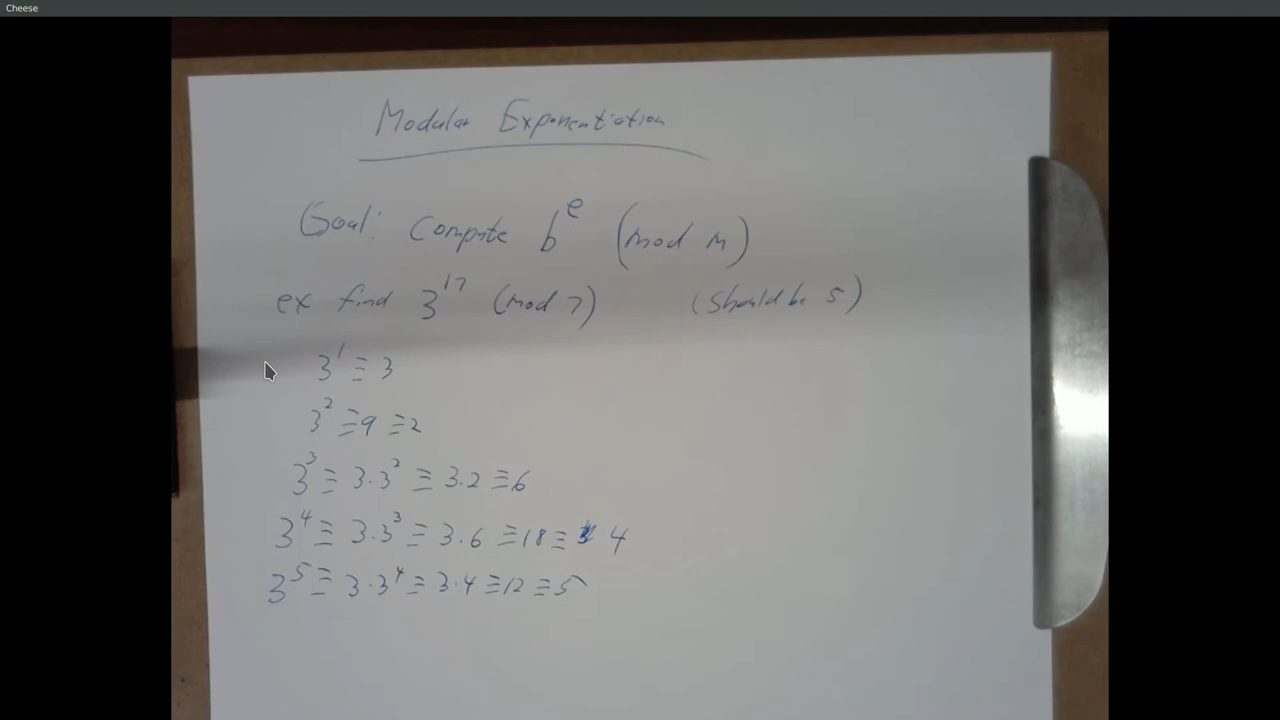 Cheese
Modular Exponentiation
Goal: Compute b^e (mod m)
ex find 3^17 (mod 7) (should be 5)
3^1 ≡ 3
3^2 ≡ 9 ≡ 2
3^3 ≡ 3·3^2 ≡ 3·2 ≡ 6
3^4 ≡ 3·3^3 ≡ 3·6 ≡ 18 ≡ 4
3^5 ≡ 3·3^4 ≡ 3·4 ≡ 12 ≡ 5